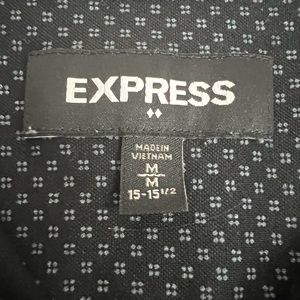 EXPRESS
MADE IN
VIETNAM
M
M
15-15 1/2